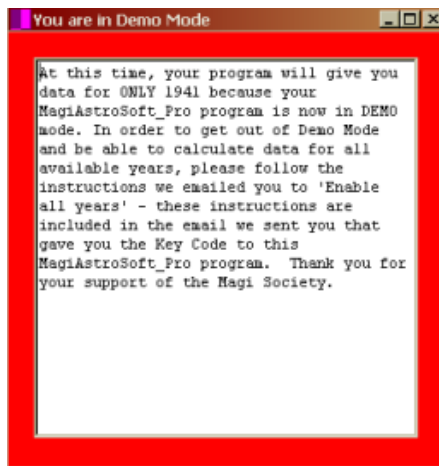 You are in Demo Mode
At this time, your program will give you
data for ONLY 1941 because your
MagiAstroSoft_Pro program is now in DEMO
mode. In order to get out of Demo Mode
and be able to calculate data for all
available years, please follow the
instructions we emailed you to 'Enable
all years' - these instructions are
included in the email we sent you that
gave you the Key Code to this
MagiAstroSoft_Pro program.  Thank you for
your support of the Magi Society.